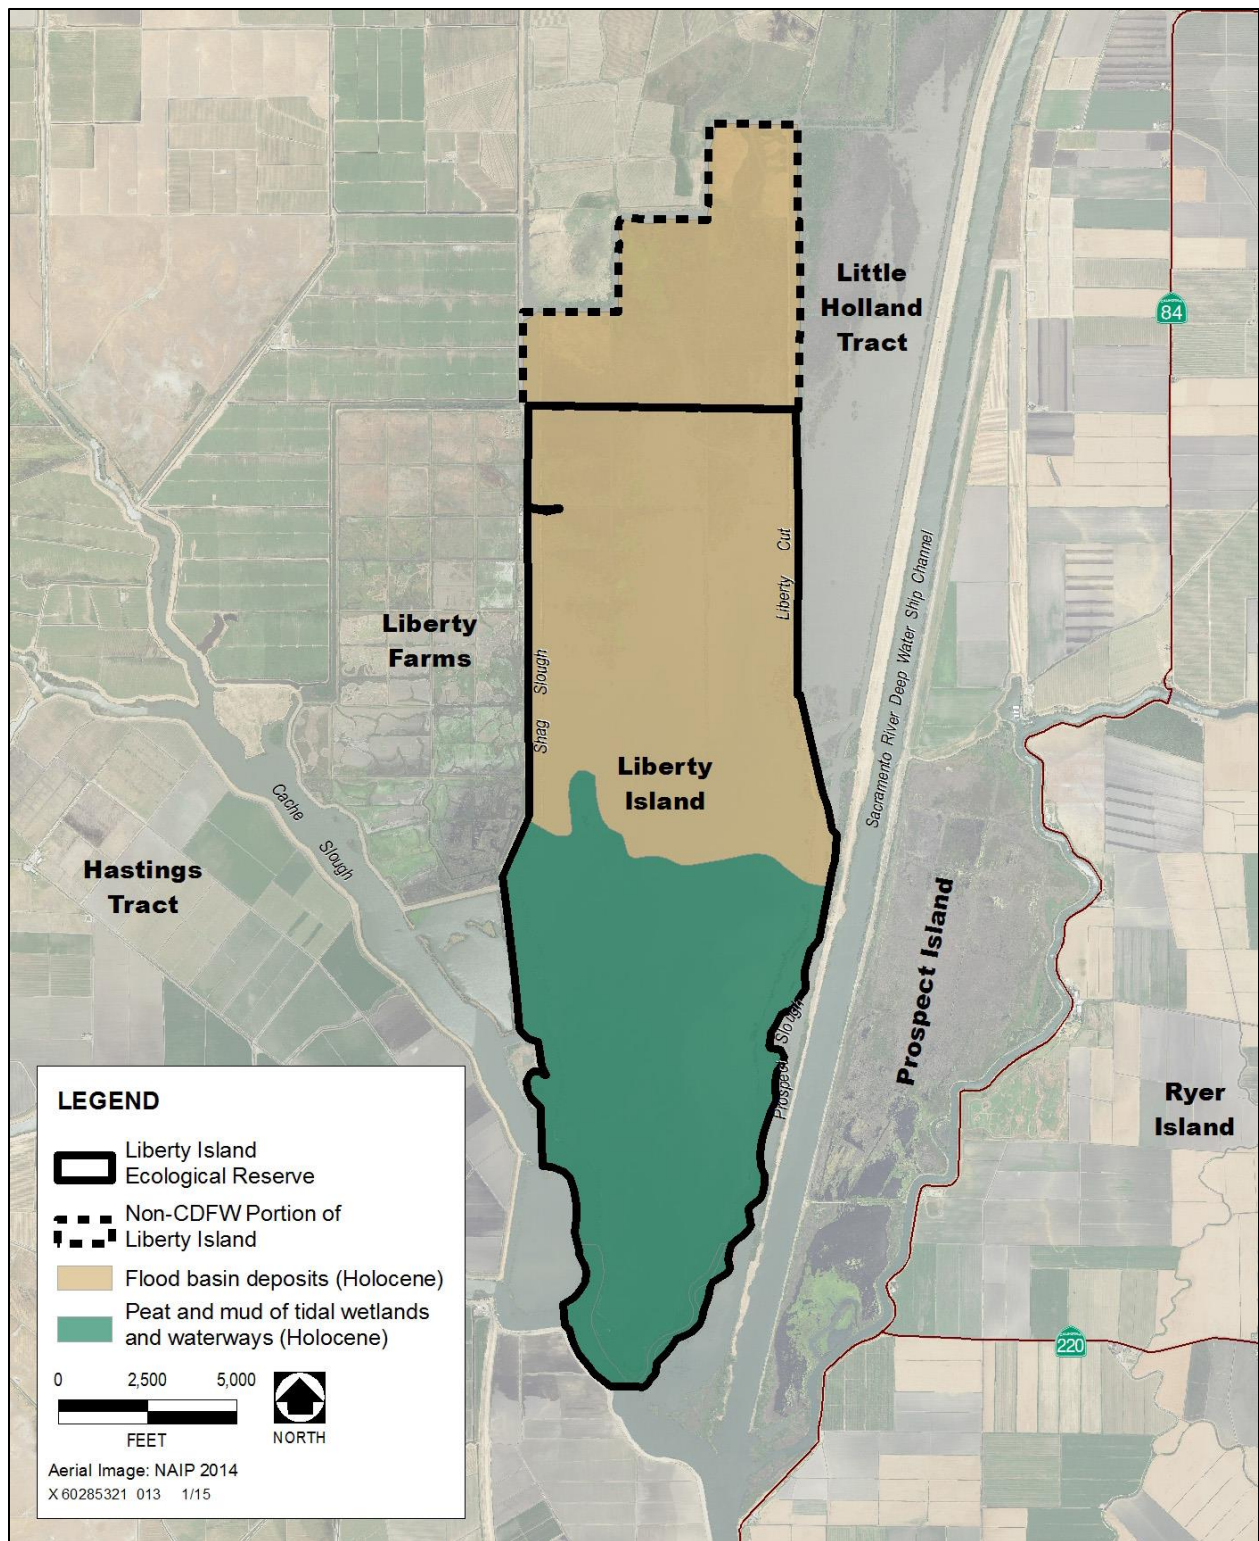 Little
Holland
Tract
CALIFORNIA
84
Liberty Cut
Sacramento River Deep Water Ship Channel
Liberty
Farms
Shag Slough
Liberty
Island
Cache Slough
Hastings
Tract
Prospect Island
Prospect Slough
Ryer
Island
CALIFORNIA
220
LEGEND
Liberty Island
Ecological Reserve
Non-CDFW Portion of
Liberty Island
Flood basin deposits (Holocene)
Peat and mud of tidal wetlands
and waterways (Holocene)
0 2,500 5,000
FEET
NORTH
Aerial Image: NAIP 2014
X 60285321 013 1/15